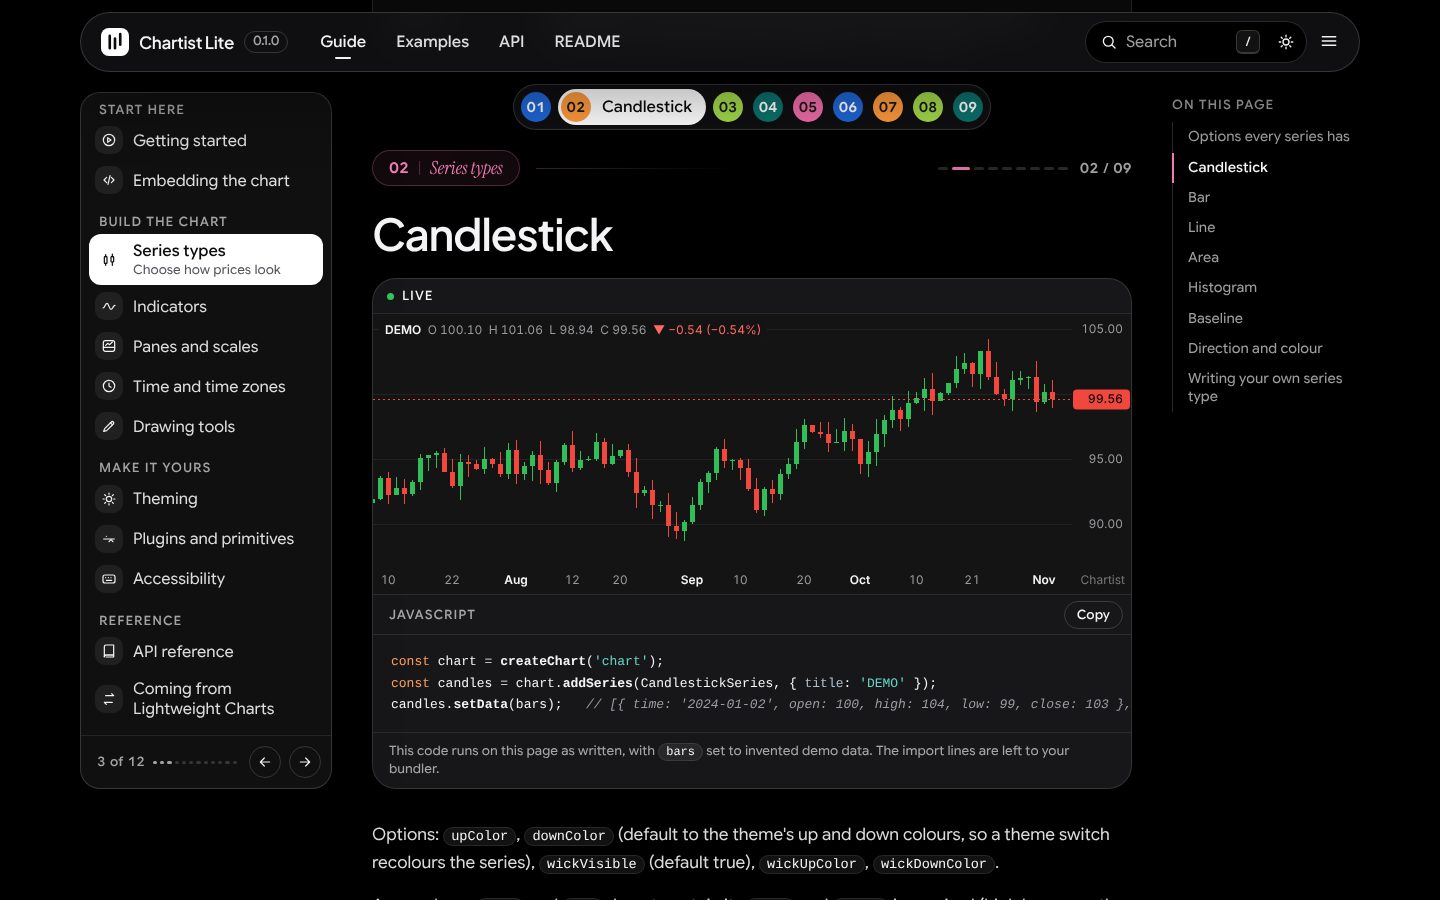 Chartist Lite 0.1.0 Guide Examples API README Search /
START HERE
Getting started
Embedding the chart
BUILD THE CHART
Series types
Choose how prices look
Indicators
Panes and scales
Time and time zones
Drawing tools
MAKE IT YOURS
Theming
Plugins and primitives
Accessibility
REFERENCE
API reference
Coming from
Lightweight Charts
3 of 12
01 02 Candlestick 03 04 05 06 07 08 09
02 Series types 02 / 09
Candlestick
LIVE
DEMO O 100.10 H 101.06 L 98.94 C 99.56 ▼ −0.54 (−0.54%)
105.00
99.56
95.00
90.00
10 22 Aug 12 20 Sep 10 20 Oct 10 21 Nov Chartist
JAVASCRIPT Copy
const chart = createChart('chart');
const candles = chart.addSeries(CandlestickSeries, { title: 'DEMO' });
candles.setData(bars); // [{ time: '2024-01-02', open: 100, high: 104, low: 99, close: 103 },
This code runs on this page as written, with bars set to invented demo data. The import lines are left to your
bundler.
Options: upColor, downColor (default to the theme's up and down colours, so a theme switch
recolours the series), wickVisible (default true), wickUpColor, wickDownColor.
ON THIS PAGE
Options every series has
Candlestick
Bar
Line
Area
Histogram
Baseline
Direction and colour
Writing your own series
type